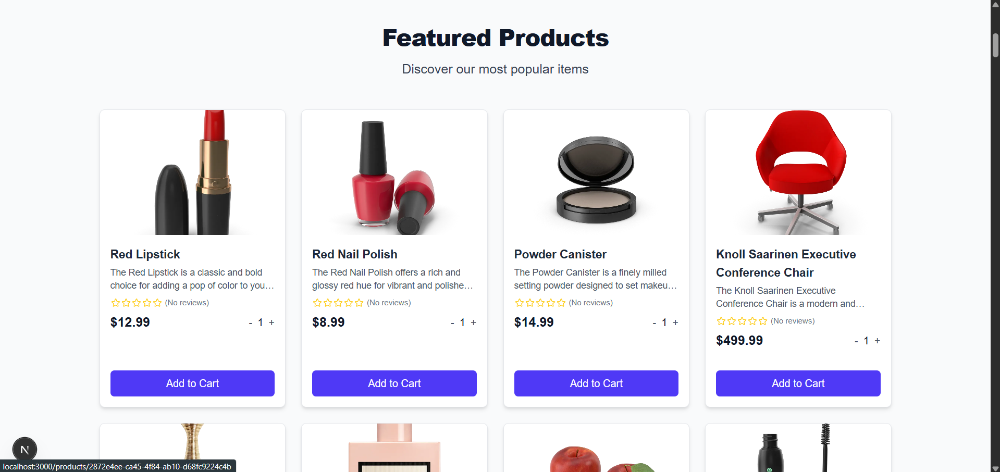 Featured Products
Discover our most popular items
Red Lipstick
The Red Lipstick is a classic and bold
choice for adding a pop of color to you...
(No reviews)
$12.99
- 1 +
Add to Cart
Red Nail Polish
The Red Nail Polish offers a rich and
glossy red hue for vibrant and polishe...
(No reviews)
$8.99
- 1 +
Add to Cart
Powder Canister
The Powder Canister is a finely milled
setting powder designed to set makeu...
(No reviews)
$14.99
- 1 +
Add to Cart
Knoll Saarinen Executive
Conference Chair
The Knoll Saarinen Executive
Conference Chair is a modern and...
(No reviews)
$499.99
- 1 +
Add to Cart
N
localhost:3000/products/2872e4ee-ca45-4f84-ab10-d68fc9224c4b